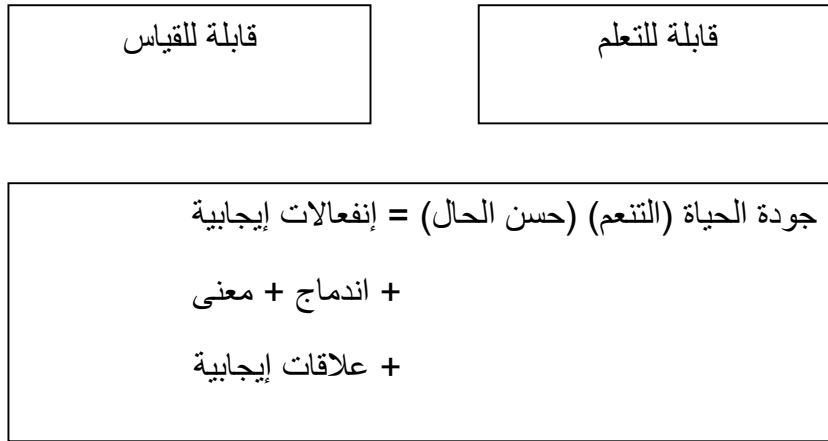 قابلة للتعلم
قابلة للقياس
جودة الحياة (التنعم) (حسن الحال) = إنفعالات إيجابية
+ اندماج + معنى
+ علاقات إيجابية